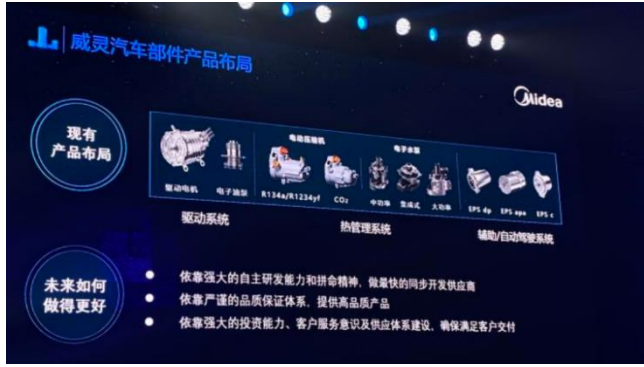 威灵汽车部件产品布局
Midea
现有
产品布局
电动压缩机
电子水泵
驱动电机
电子油泵
R134a/R1234yf
CO₂
中功率
集成式
大功率
EPS dp
EPS apa
EPS c
驱动系统
热管理系统
辅助/自动驾驶系统
未来如何
做得更好
依靠强大的自主研发能力和拼命精神，做最快的同步开发供应商
依靠严谨的品质保证体系，提供高品质产品
依靠强大的投资能力、客户服务意识及供应体系建设，确保满足客户交付